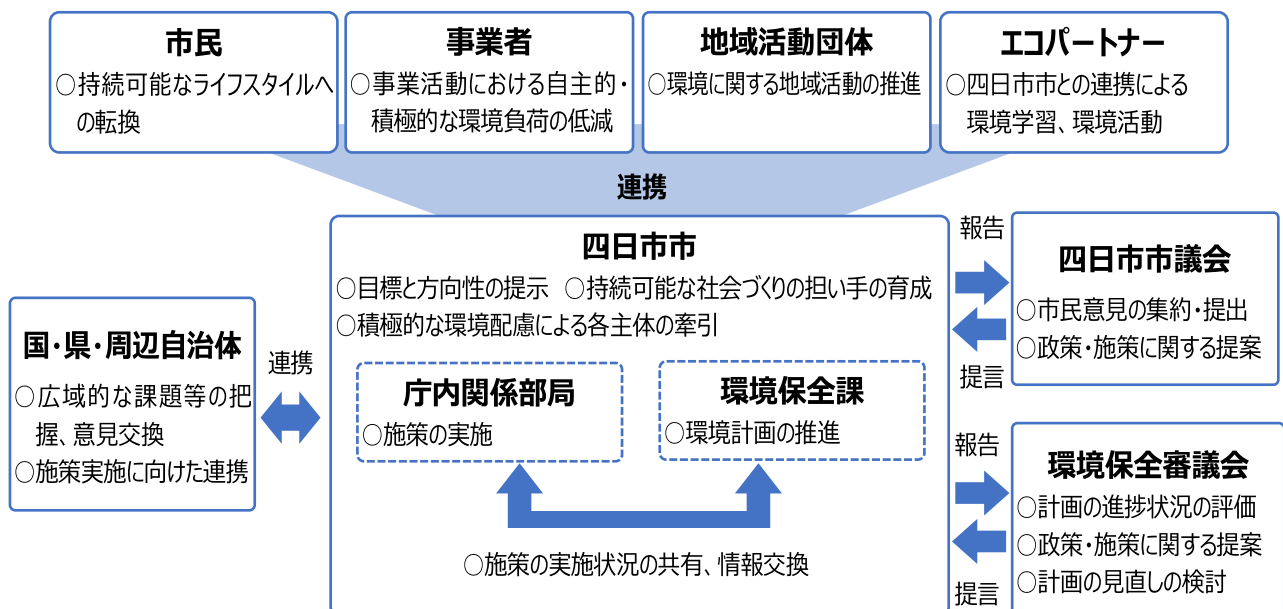 市民
○持続可能なライフスタイルへ
の転換
事業者
○事業活動における自主的・
積極的な環境負荷の低減
地域活動団体
○環境に関する地域活動の推進
エコパートナー
○四日市市との連携による
環境学習、環境活動
連携
国・県・周辺自治体
○広域的な課題等の把
握、意見交換
○施策実施に向けた連携
連携
四日市市
○目標と方向性の提示 ○持続可能な社会づくりの担い手の育成
○積極的な環境配慮による各主体の牽引
庁内関係部局
○施策の実施
環境保全課
○環境計画の推進
○施策の実施状況の共有、情報交換
報告
提言
四日市市議会
○市民意見の集約・提出
○政策・施策に関する提案
報告
提言
環境保全審議会
○計画の進捗状況の評価
○政策・施策に関する提案
○計画の見直しの検討